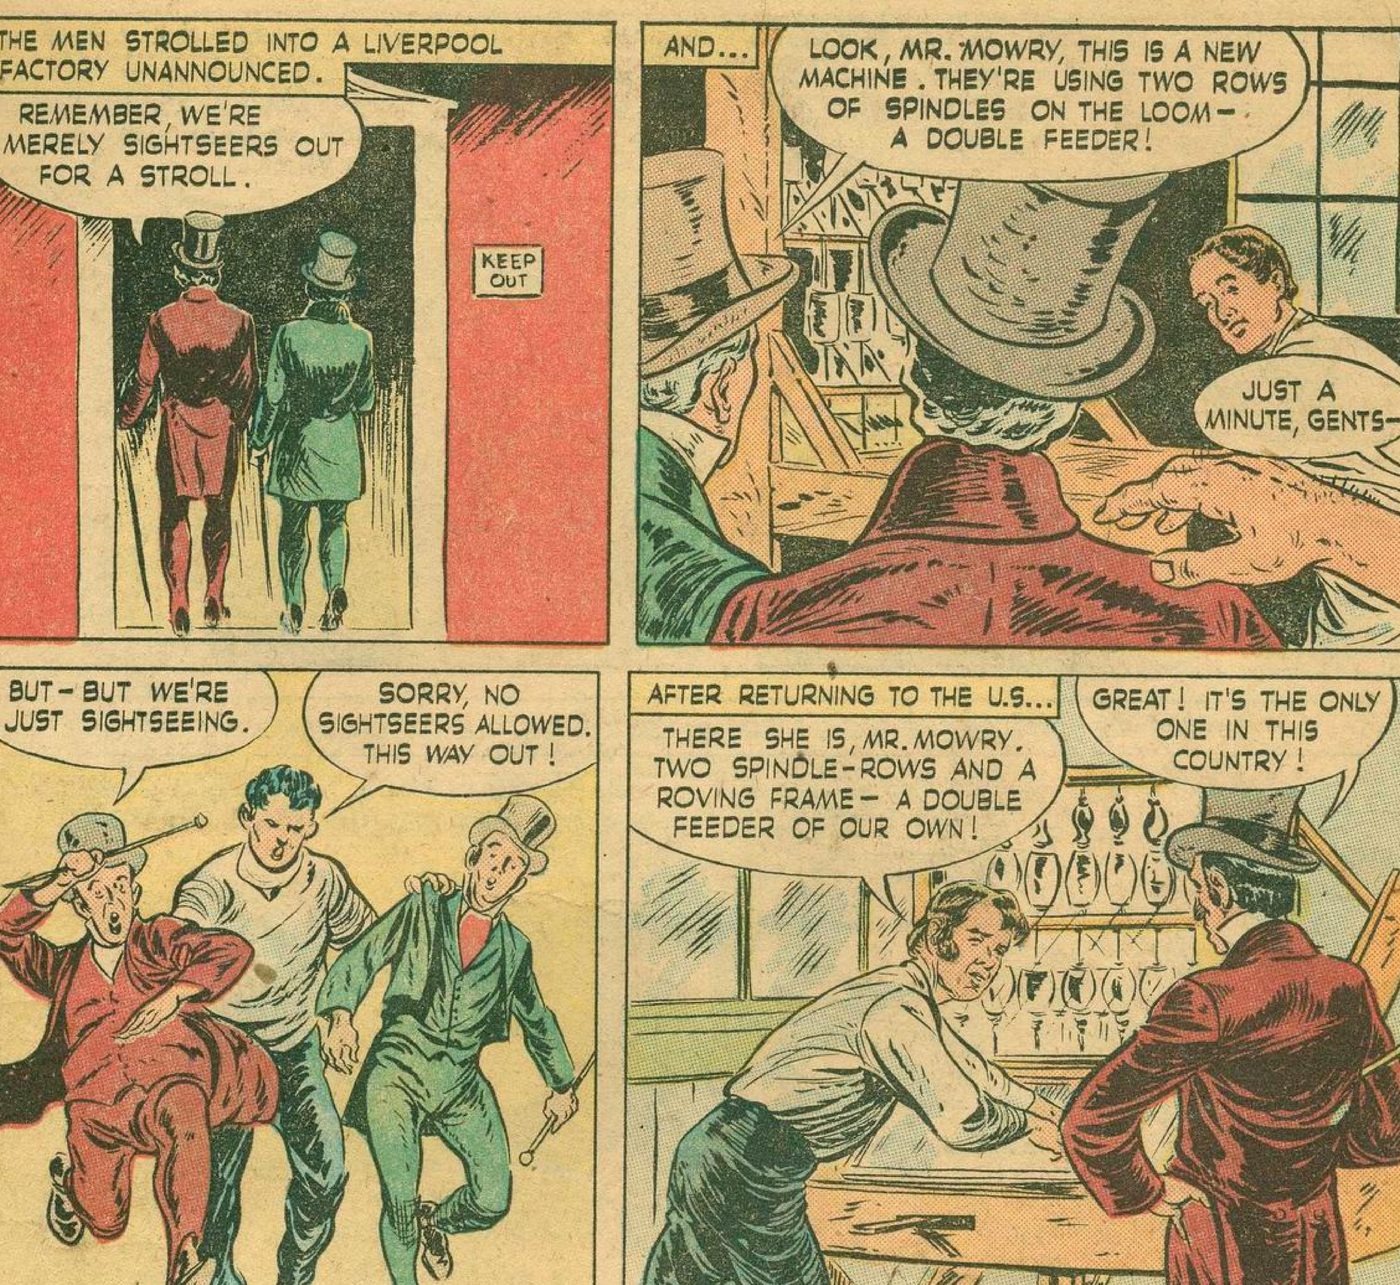 THE MEN STROLLED INTO A LIVERPOOL
FACTORY UNANNOUNCED.
REMEMBER, WE'RE
MERELY SIGHTSEERS OUT
FOR A STROLL.
KEEP
OUT
AND...
LOOK, MR. MOWRY, THIS IS A NEW
MACHINE. THEY'RE USING TWO ROWS
OF SPINDLES ON THE LOOM—
A DOUBLE FEEDER!
JUST A
MINUTE, GENTS—
BUT— BUT WE'RE
JUST SIGHTSEEING.
SORRY, NO
SIGHTSEERS ALLOWED.
THIS WAY OUT!
AFTER RETURNING TO THE U.S...
THERE SHE IS, MR. MOWRY.
TWO SPINDLE-ROWS AND A
ROVING FRAME— A DOUBLE
FEEDER OF OUR OWN!
GREAT! IT'S THE ONLY
ONE IN THIS
COUNTRY!